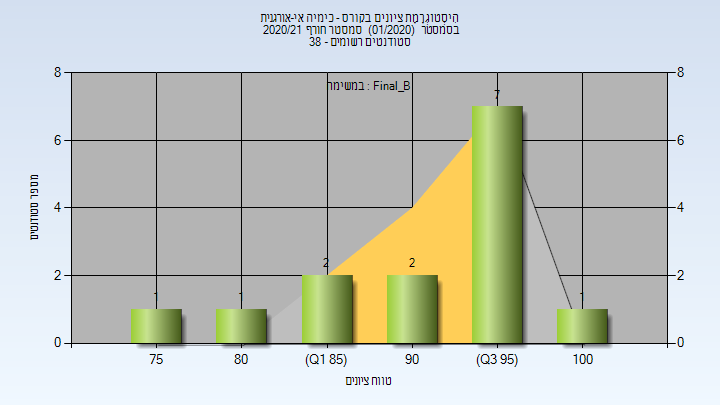 היסטוגרמת ציונים בקורס - כימיה אי-אורגנית
בסמסטר (01/2020) סמסטר חורף 2020/21
סטודנטים רשומים - 38
במשימה : Final_B
8 8
6 6
4 4
2 2
0 0
מספר סטודנטים
1 1 2 2 7 1
75 80 (Q1 85) 90 (Q3 95) 100
טווח ציונים